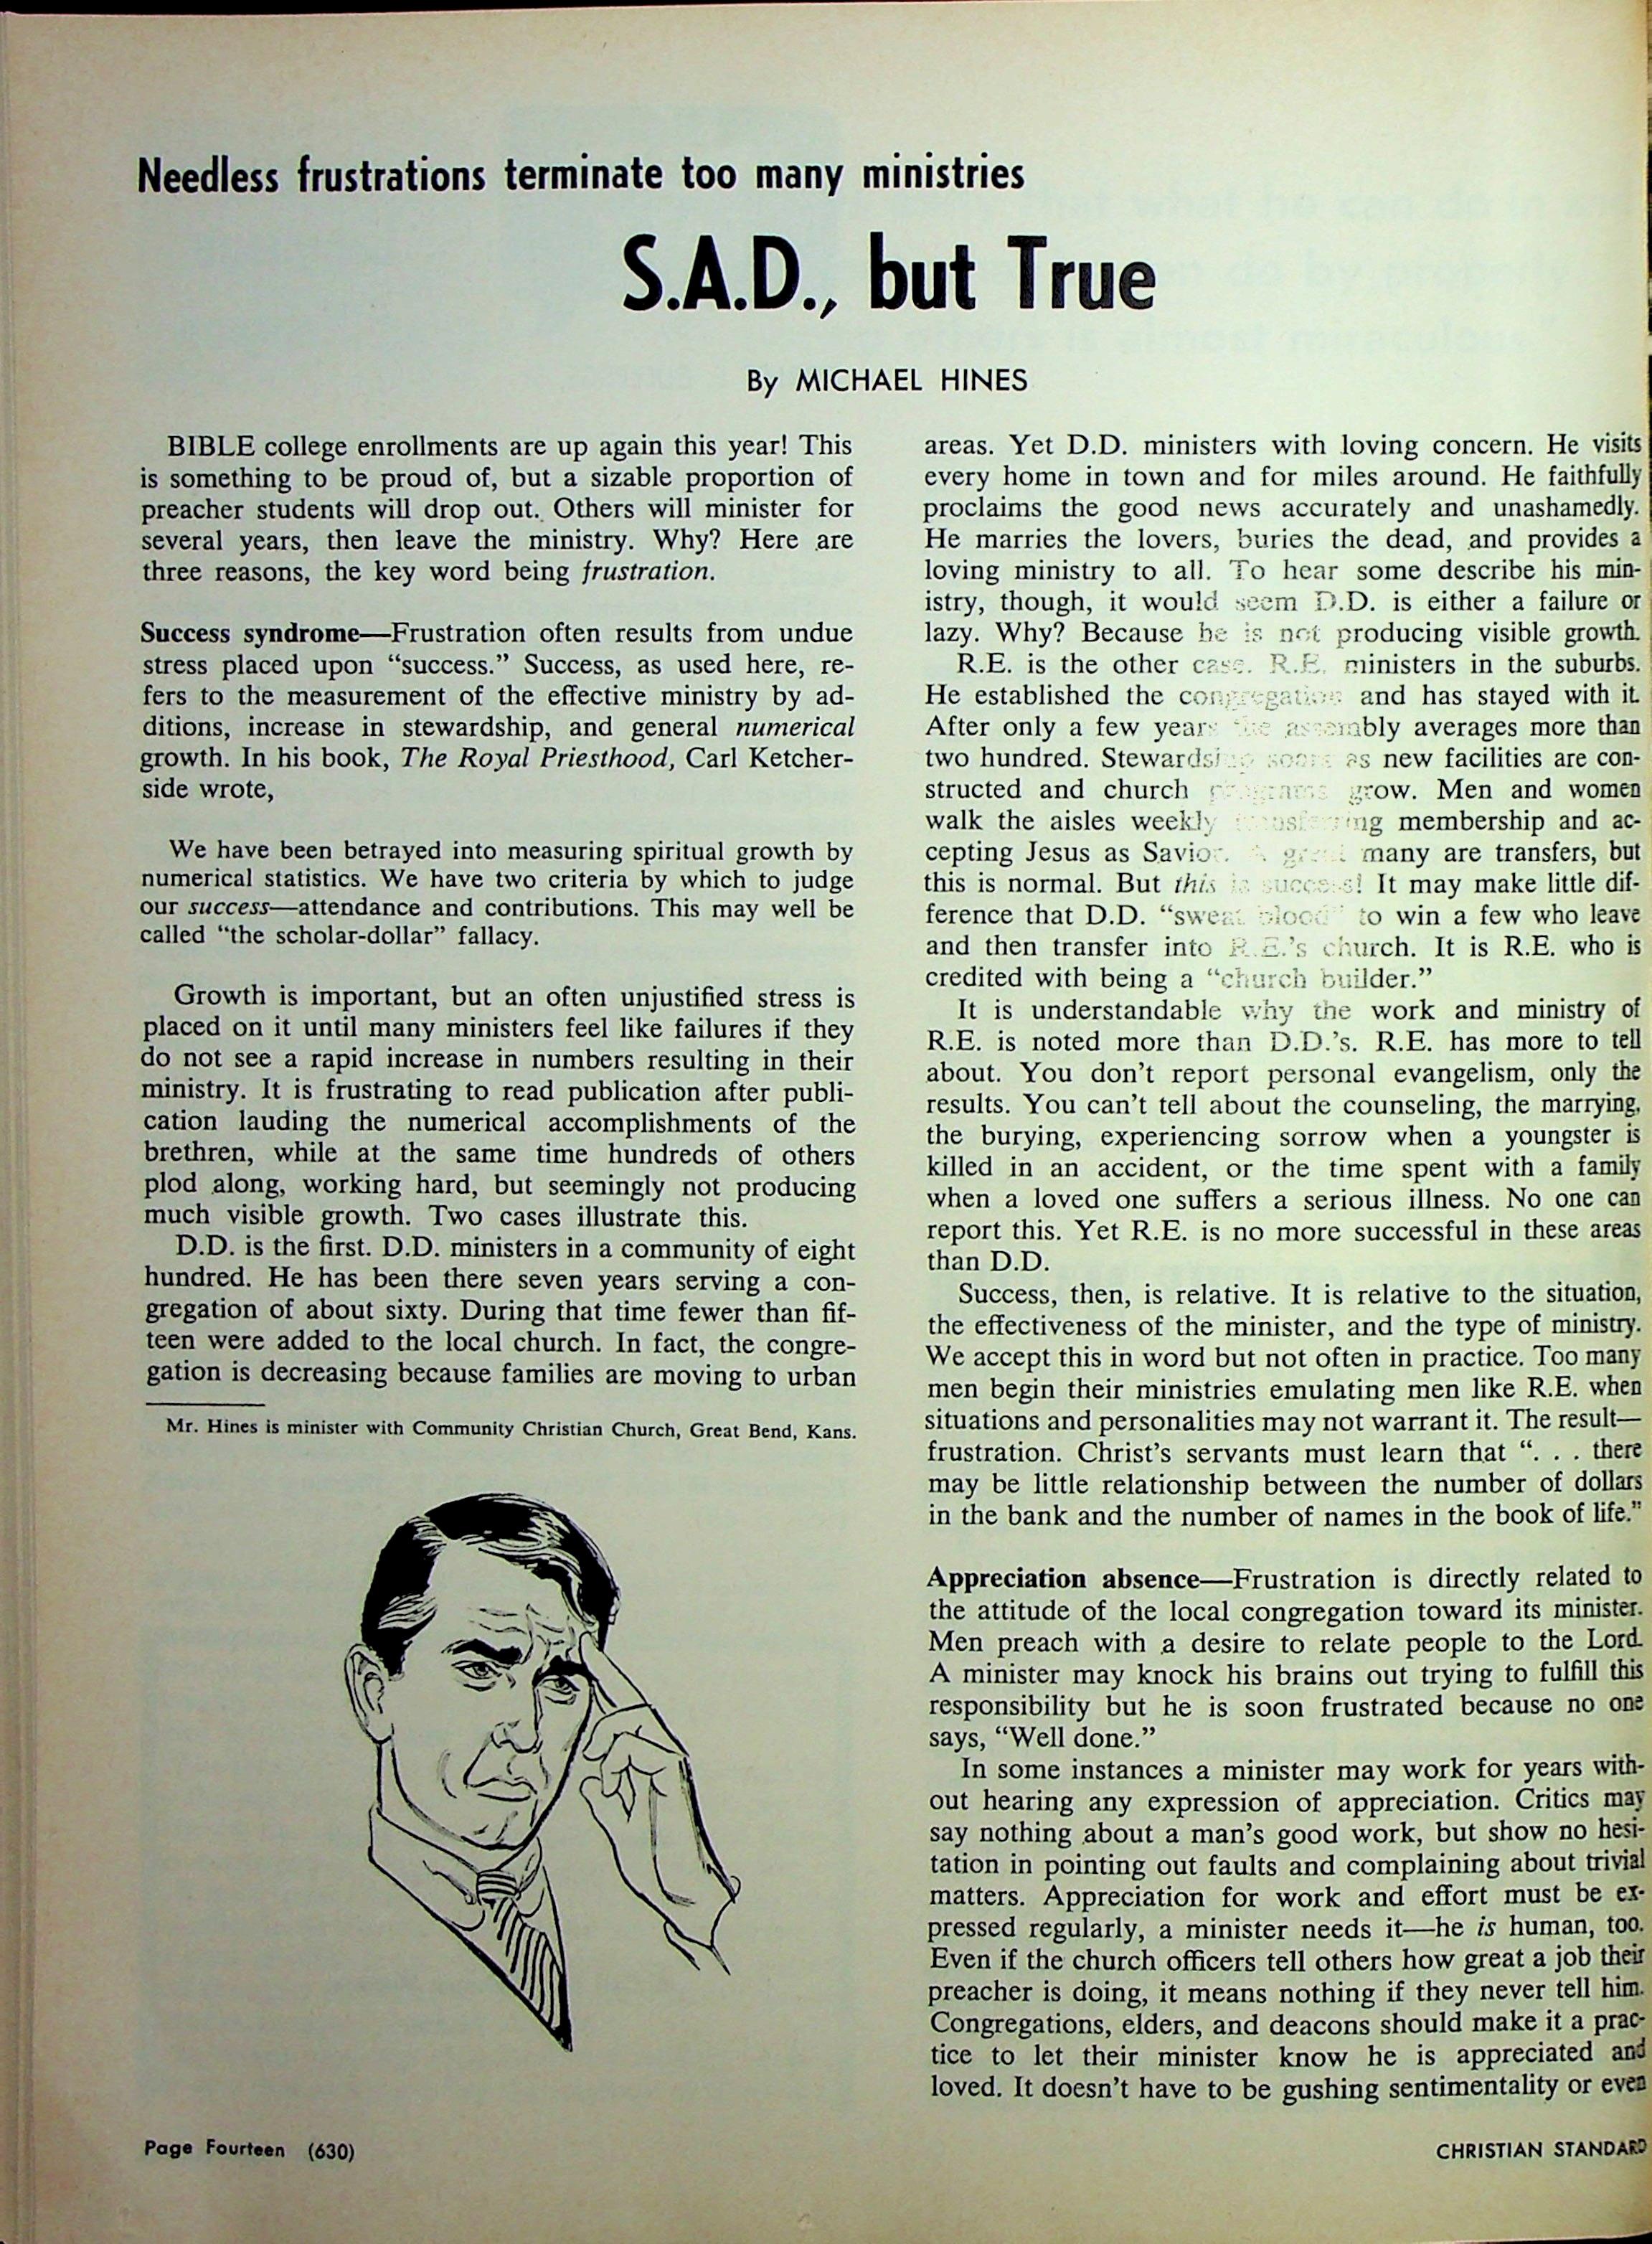 Needless frustrations terminate too many ministries
S.A.D., but True
By MICHAEL HINES
BIBLE college enrollments are up again this year! This
is something to be proud of, but a sizable proportion of
preacher students will drop out. Others will minister for
several years, then leave the ministry. Why? Here are
three reasons, the key word being frustration.
Success syndrome—Frustration often results from undue
stress placed upon “success.” Success, as used here, re-
fers to the measurement of the effective ministry by ad-
ditions, increase in stewardship, and general numerical
growth. In his book, The Royal Priesthood, Carl Ketcher-
side wrote,
We have been betrayed into measuring spiritual growth by
numerical statistics. We have two criteria by which to judge
our success—attendance and contributions. This may well be
called “the scholar-dollar” fallacy.
Growth is important, but an often unjustified stress is
placed on it until many ministers feel like failures if they
do not see a rapid increase in numbers resulting in their
ministry. It is frustrating to read publication after publi-
cation lauding the numerical accomplishments of the
brethren, while at the same time hundreds of others
plod along, working hard, but seemingly not producing
much visible growth. Two cases illustrate this.
D.D. is the first. D.D. ministers in a community of eight
hundred. He has been there seven years serving a con-
gregation of about sixty. During that time fewer than fif-
teen were added to the local church. In fact, the congre-
gation is decreasing because families are moving to urban
Mr. Hines is minister with Community Christian Church, Great Bend, Kans.
areas. Yet D.D. ministers with loving concern. He visits
every home in town and for miles around. He faithfully
proclaims the good news accurately and unashamedly.
He marries the lovers, buries the dead, and provides a
loving ministry to all. To hear some describe his min-
istry, though, it would seem D.D. is either a failure or
lazy. Why? Because he is not producing visible growth.
R.E. is the other case. R.E. ministers in the suburbs.
He established the congregation and has stayed with it.
After only a few years the assembly averages more than
two hundred. Stewardship soars as new facilities are con-
structed and church programs grow. Men and women
walk the aisles weekly transferring membership and ac-
cepting Jesus as Savior. A great many are transfers, but
this is normal. But this is success! It may make little dif-
ference that D.D. “sweat blood” to win a few who leave
and then transfer into R.E.’s church. It is R.E. who is
credited with being a “church builder.”
It is understandable why the work and ministry of
R.E. is noted more than D.D.’s. R.E. has more to tell
about. You don’t report personal evangelism, only the
results. You can’t tell about the counseling, the marrying,
the burying, experiencing sorrow when a youngster is
killed in an accident, or the time spent with a family
when a loved one suffers a serious illness. No one can
report this. Yet R.E. is no more successful in these areas
than D.D.
Success, then, is relative. It is relative to the situation,
the effectiveness of the minister, and the type of ministry.
We accept this in word but not often in practice. Too many
men begin their ministries emulating men like R.E. when
situations and personalities may not warrant it. The result—
frustration. Christ’s servants must learn that “. . . there
may be little relationship between the number of dollars
in the bank and the number of names in the book of life.”
Appreciation absence—Frustration is directly related to
the attitude of the local congregation toward its minister.
Men preach with a desire to relate people to the Lord.
A minister may knock his brains out trying to fulfill this
responsibility but he is soon frustrated because no one
says, “Well done.”
In some instances a minister may work for years with-
out hearing any expression of appreciation. Critics may
say nothing about a man’s good work, but show no hesi-
tation in pointing out faults and complaining about trivial
matters. Appreciation for work and effort must be ex-
pressed regularly, a minister needs it—he is human, too.
Even if the church officers tell others how great a job their
preacher is doing, it means nothing if they never tell him.
Congregations, elders, and deacons should make it a prac-
tice to let their minister know he is appreciated and
loved. It doesn’t have to be gushing sentimentality or even
Page Fourteen (630)
CHRISTIAN STANDARD